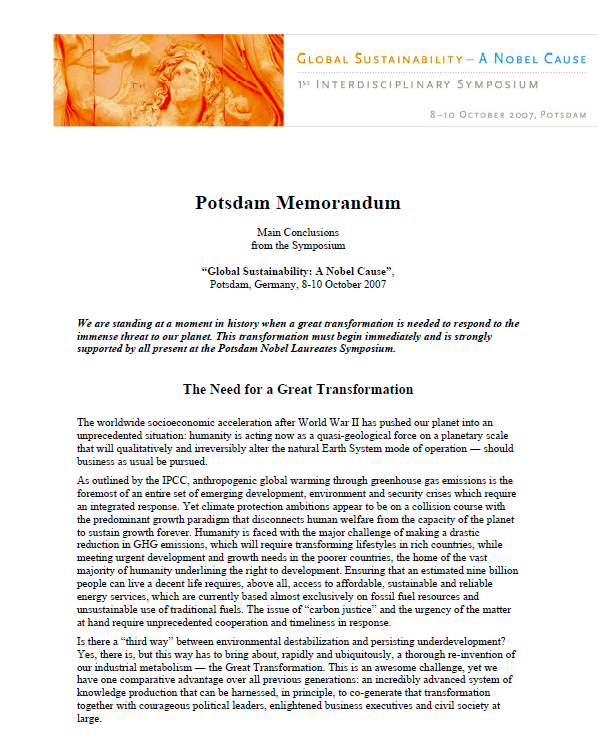 GLOBAL SUSTAINABILITY – A NOBEL CAUSE
1ST INTERDISCIPLINARY SYMPOSIUM
8–10 OCTOBER 2007, POTSDAM
Potsdam Memorandum
Main Conclusions
from the Symposium
“Global Sustainability: A Nobel Cause”,
Potsdam, Germany, 8-10 October 2007
We are standing at a moment in history when a great transformation is needed to respond to the
immense threat to our planet. This transformation must begin immediately and is strongly
supported by all present at the Potsdam Nobel Laureates Symposium.
The Need for a Great Transformation
The worldwide socioeconomic acceleration after World War II has pushed our planet into an
unprecedented situation: humanity is acting now as a quasi-geological force on a planetary scale
that will qualitatively and irreversibly alter the natural Earth System mode of operation — should
business as usual be pursued.
As outlined by the IPCC, anthropogenic global warming through greenhouse gas emissions is the
foremost of an entire set of emerging development, environment and security crises which require
an integrated response. Yet climate protection ambitions appear to be on a collision course with
the predominant growth paradigm that disconnects human welfare from the capacity of the planet
to sustain growth forever. Humanity is faced with the major challenge of making a drastic
reduction in GHG emissions, which will require transforming lifestyles in rich countries, while
meeting urgent development and growth needs in the poorer countries, the home of the vast
majority of humanity underlining the right to development. Ensuring that an estimated nine billion
people can live a decent life requires, above all, access to affordable, sustainable and reliable
energy services, which are currently based almost exclusively on fossil fuel resources and
unsustainable use of traditional fuels. The issue of “carbon justice” and the urgency of the matter
at hand require unprecedented cooperation and timeliness in response.
Is there a “third way” between environmental destabilization and persisting underdevelopment?
Yes, there is, but this way has to bring about, rapidly and ubiquitously, a thorough re-invention of
our industrial metabolism — the Great Transformation. This is an awesome challenge, yet we
have one comparative advantage over all previous generations: an incredibly advanced system of
knowledge production that can be harnessed, in principle, to co-generate that transformation
together with courageous political leaders, enlightened business executives and civil society at
large.